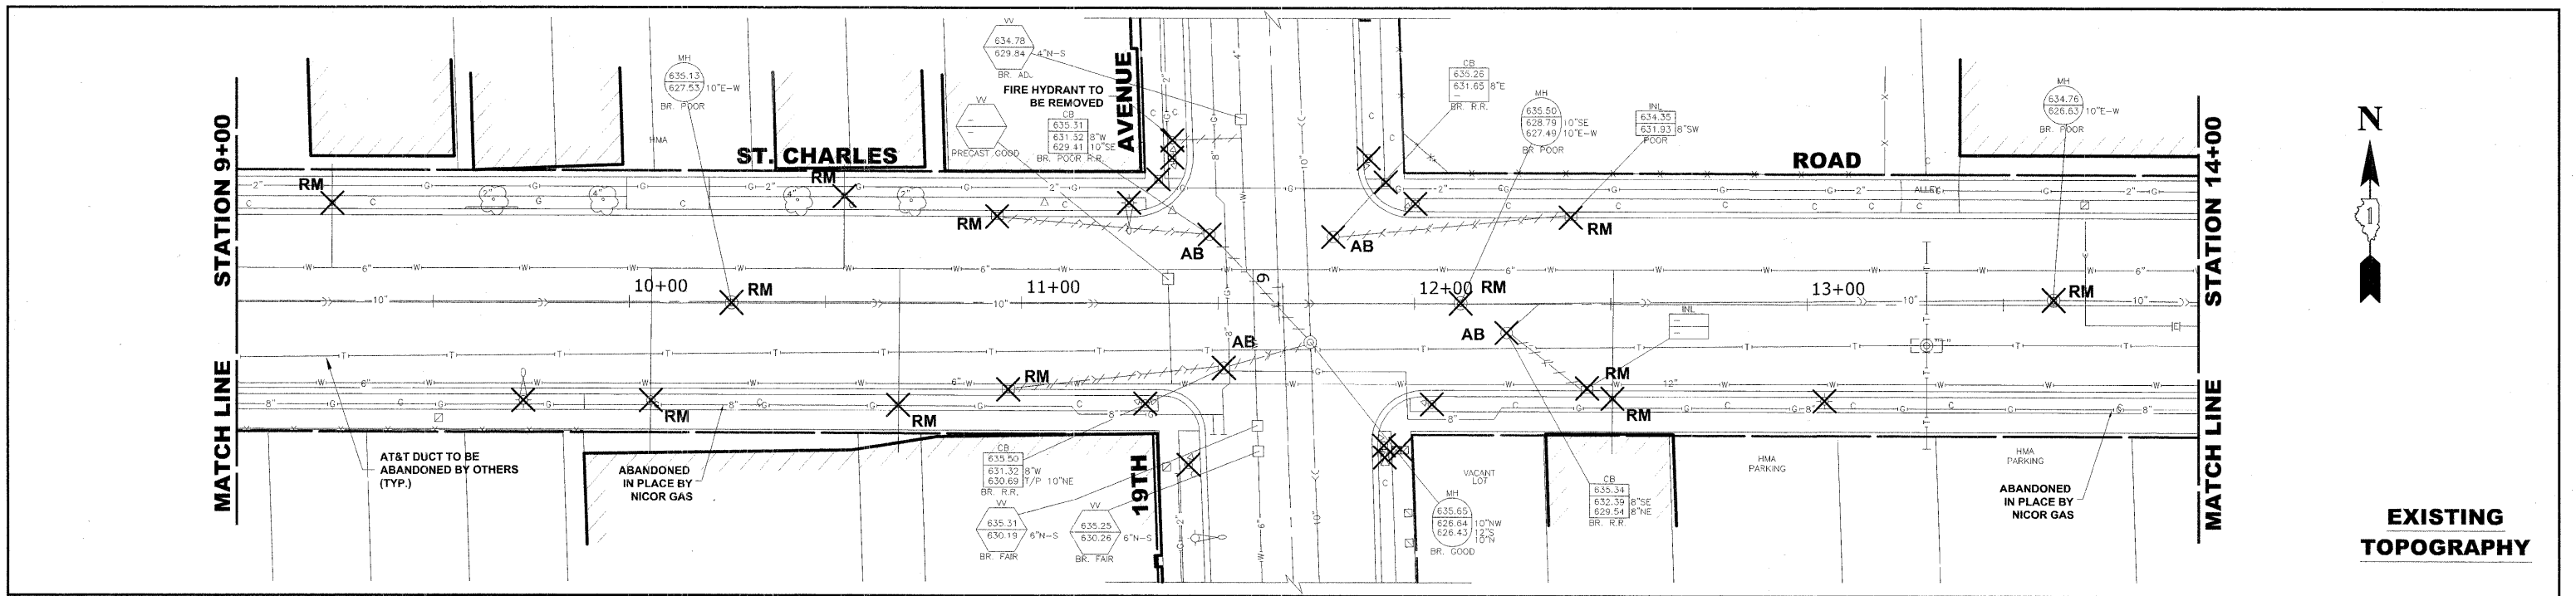 VV
634.78
629.84 4"N-S
BR. ADJ.
FIRE HYDRANT TO
BE REMOVED
AVENUE
MH
635.13
627.53 10"E-W
BR. POOR
HMA
VV
PRECAST GOOD
CB
635.31
631.32 8"W
629.41 10"SE
BR. POOR R.R.
CB
635.26
631.65 8"E
BR. R.R.
MH
635.50
628.79 10"SE
627.49 10"E-W
BR POOR
INL
634.35
631.93 8"SW
POOR
MH
634.76
626.63 10"E-W
BR. POOR
N
1
STATION 9+00
ST. CHARLES
ROAD
STATION 14+00
RM
RM
RM
AB
AB
RM
ALLEY
10+00
RM
11+00
9
12+00
RM
13+00
RM
AB
AB
INL
RM
RM
RM
RM
RM
MATCH LINE
AT&T DUCT TO BE
ABANDONED BY OTHERS
(TYP.)
ABANDONED
IN PLACE BY
NICOR GAS
CB
635.50
631.32 8"W
630.69 T/P 10"NE
BR. R.R.
VV
635.31
630.19 6"N-S
BR. FAIR
VV
635.25
630.26 6"N-S
BR. FAIR
19TH
MH
635.65
626.64 10"NW
626.43 12"S
10"N
BR. GOOD
VACANT
LOT
CB
635.34
632.39 8"SE
629.54 8"NE
BR. R.R.
HMA
PARKING
HMA
PARKING
ABANDONED
IN PLACE BY
NICOR GAS
MATCH LINE
EXISTING
TOPOGRAPHY